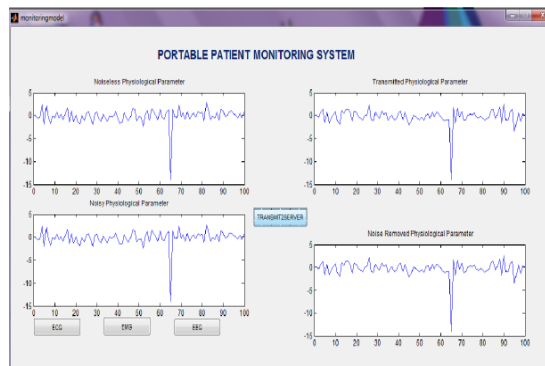 monitoringmodel
PORTABLE PATIENT MONITORING SYSTEM
Noiseless Physiological Parameter
5
0
-5
-10
-15
0 10 20 30 40 50 60 70 80 90 100
Transmitted Physiological Parameter
5
0
-5
-10
-15
0 10 20 30 40 50 60 70 80 90 100
Noisy Physiological Parameter
5
0
-5
-10
-15
0 10 20 30 40 50 60 70 80 90 100
TRANSMIT2SERVER
Noise Removed Physiological Parameter
5
0
-5
-10
-15
0 10 20 30 40 50 60 70 80 90 100
ECG
EMG
EEG